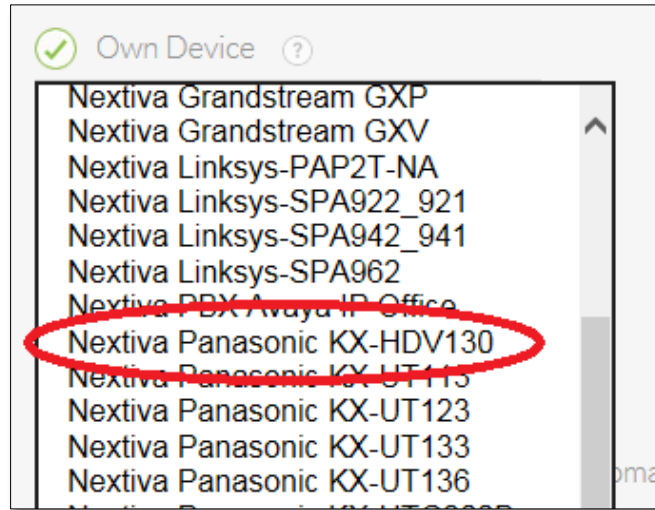 Own Device ?
Nextiva Grandstream GXP
Nextiva Grandstream GXV
Nextiva Linksys-PAP2T-NA
Nextiva Linksys-SPA922_921
Nextiva Linksys-SPA942_941
Nextiva Linksys-SPA962
Nextiva PBX Avaya IP Office
Nextiva Panasonic KX-HDV130
Nextiva Panasonic KX-UT113
Nextiva Panasonic KX-UT123
Nextiva Panasonic KX-UT133
Nextiva Panasonic KX-UT136